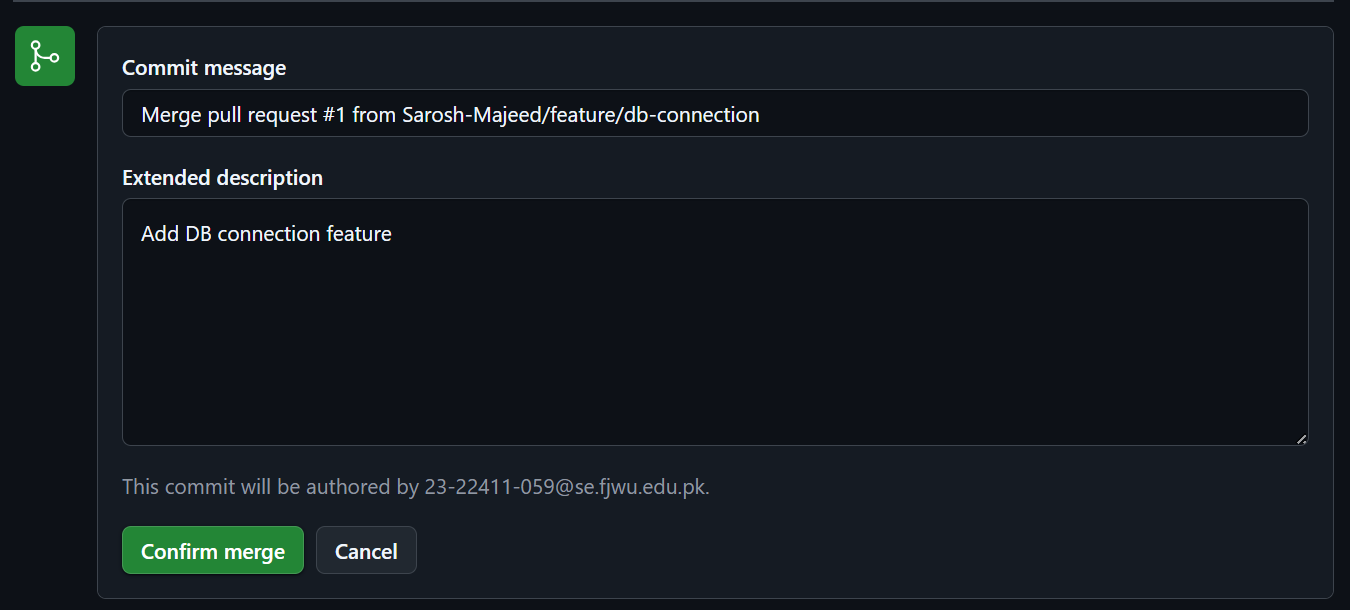 Commit message
Merge pull request #1 from Sarosh-Majeed/feature/db-connection
Extended description
Add DB connection feature
This commit will be authored by 23-22411-059@se.fjwu.edu.pk.
Confirm merge
Cancel